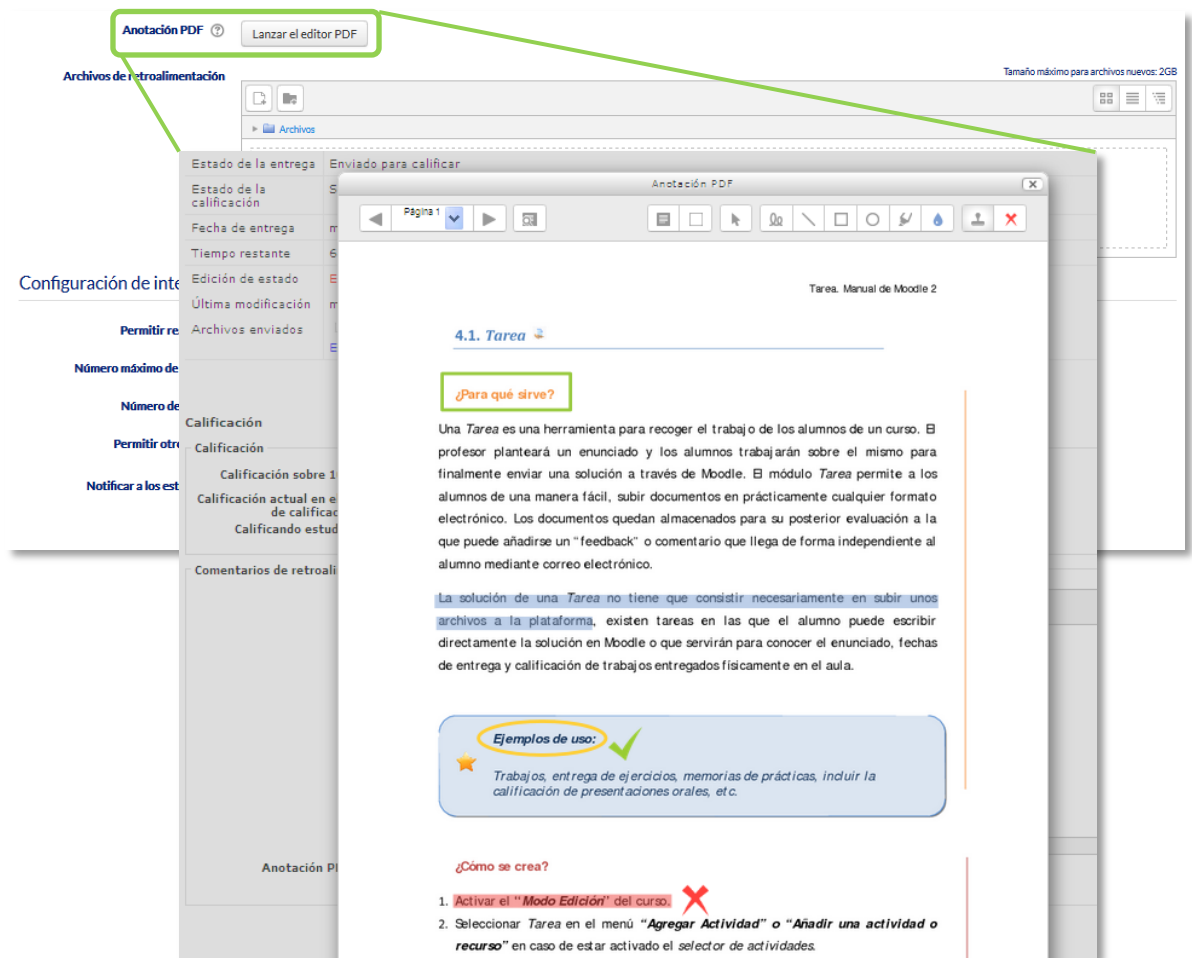 Anotación PDF
Lanzar el editor PDF
Archivos de retroalimentación
Tamaño máximo para archivos nuevos: 2GB
Archivos
Estado de la entrega Enviado para calificar
Estado de la
calificación
S
Fecha de entrega m
Tiempo restante 6
Edición de estado E
Última modificación m
Archivos enviados
E
Configuración de inte
Permitir re
Número máximo de
Número de
Permitir otr
Notificar a los est
Calificación
Calificación
Calificación sobre 1
Calificación actual en e
de califica
Calificando estud
Comentarios de retroali
Anotación P
Anotación PDF
Página 1
Tarea. Manual de Moodle 2
4.1. Tarea
¿Para qué sirve?
Una Tarea es una herramienta para recoger el trabajo de los alumnos de un curso. El
profesor planteará un enunciado y los alumnos trabajarán sobre el mismo para
finalmente enviar una solución a través de Moodle. El módulo Tarea permite a los
alumnos de una manera fácil, subir documentos en prácticamente cualquier formato
electrónico. Los documentos quedan almacenados para su posterior evaluación a la
que puede añadirse un "feedback" o comentario que llega de forma independiente al
alumno mediante correo electrónico.
La solución de una Tarea no tiene que consistir necesariamente en subir unos
archivos a la plataforma, existen tareas en las que el alumno puede escribir
directamente la solución en Moodle o que servirán para conocer el enunciado, fechas
de entrega y calificación de trabajos entregados físicamente en el aula.
Ejemplos de uso:
Trabajos, entrega de ejercicios, memorias de prácticas, incluir la
calificación de presentaciones orales, etc.
¿Cómo se crea?
1. Activar el "Modo Edición" del curso.
2. Seleccionar Tarea en el menú "Agregar Actividad" o "Añadir una actividad o
recurso" en caso de estar activado el selector de actividades.